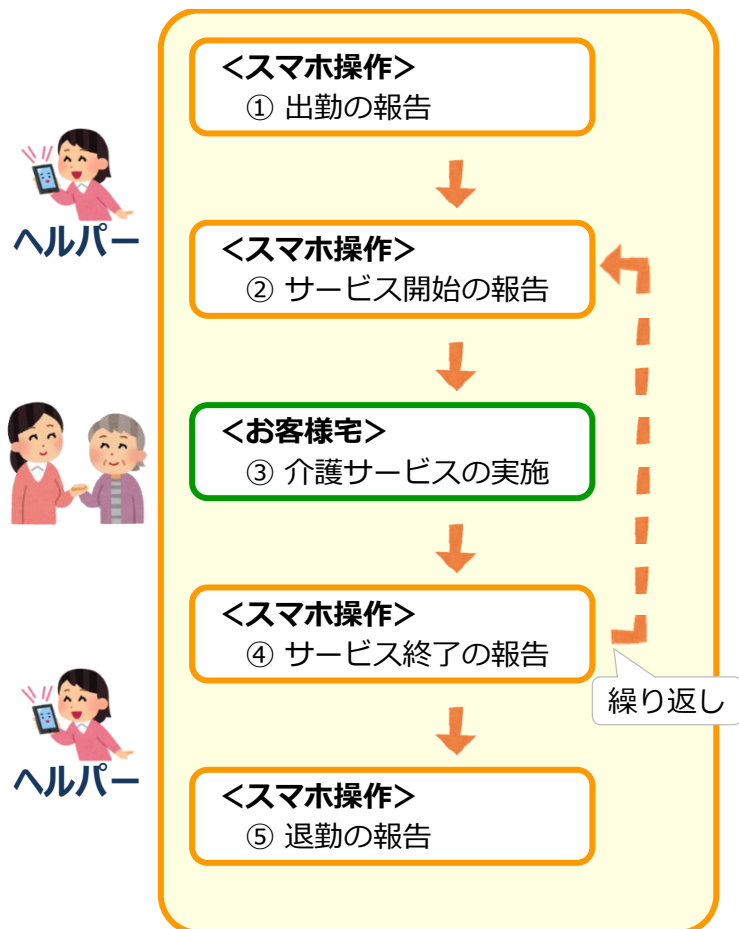 <スマホ操作>
① 出勤の報告
ヘルパー
<スマホ操作>
② サービス開始の報告
<お客様宅>
③ 介護サービスの実施
<スマホ操作>
④ サービス終了の報告
繰り返し
ヘルパー
<スマホ操作>
⑤ 退勤の報告